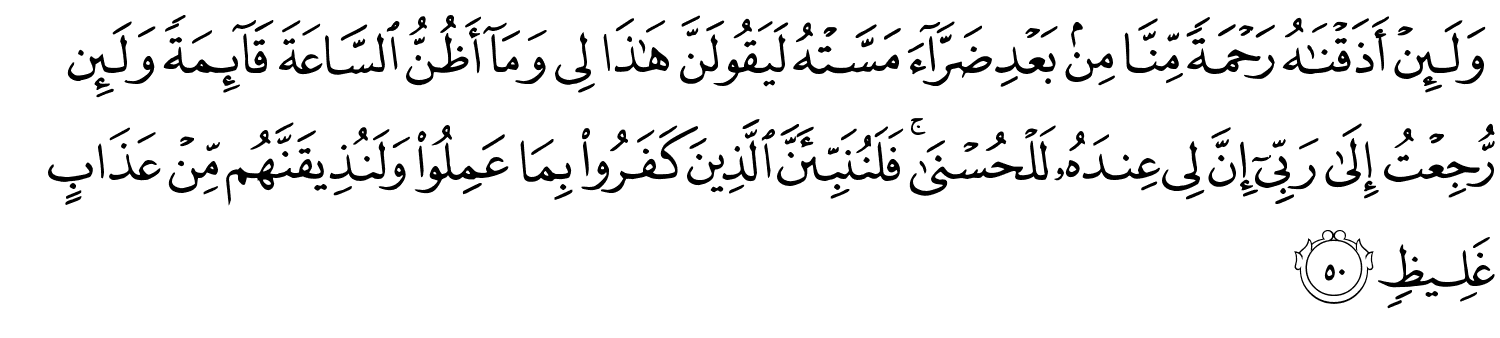 وَلَئِنْ أَذَقْنَٰهُ رَحْمَةً مِّنَّا مِنۢ بَعْدِ ضَرَّآءَ مَسَّتْهُ لَيَقُولَنَّ هَٰذَا لِى وَمَآ أَظُنُّ ٱلسَّاعَةَ قَآئِمَةً وَلَئِن
رُّجِعْتُ إِلَىٰ رَبِّىٓ إِنَّ لِى عِندَهُۥ لَلْحُسْنَىٰ ۚ فَلَنُنَبِّئَنَّ ٱلَّذِينَ كَفَرُوا۟ بِمَا عَمِلُوا۟ وَلَنُذِيقَنَّهُم مِّنْ عَذَابٍ
غَلِيظٍ ٥٠